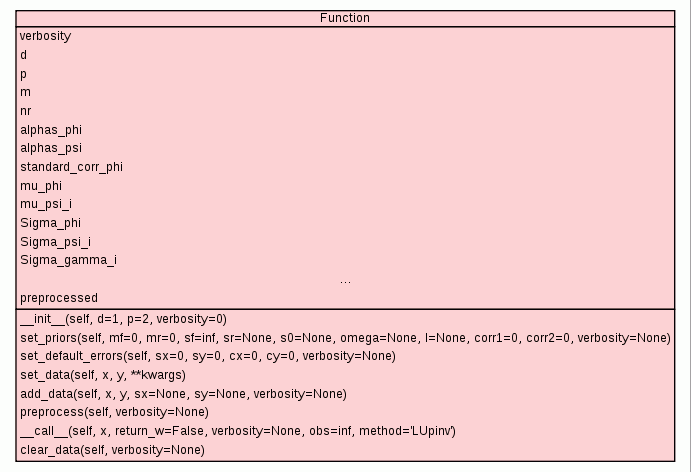 Function
verbosity
d
p
m
nr
alphas_phi
alphas_psi
standard_corr_phi
mu_phi
mu_psi_i
Sigma_phi
Sigma_psi_i
Sigma_gamma_i
...
preprocessed
__init__(self, d=1, p=2, verbosity=0)
set_priors(self, mf=0, mr=0, sf=inf, sr=None, s0=None, omega=None, l=None, corr1=0, corr2=0, verbosity=None)
set_default_errors(self, sx=0, sy=0, cx=0, cy=0, verbosity=None)
set_data(self, x, y, **kwargs)
add_data(self, x, y, sx=None, sy=None, verbosity=None)
preprocess(self, verbosity=None)
__call__(self, x, return_w=False, verbosity=None, obs=inf, method='LUpinv')
clear_data(self, verbosity=None)